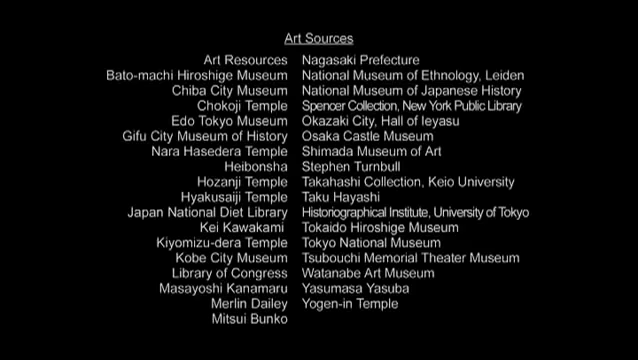 Art Sources
Art Resources Nagasaki Prefecture
Bato-machi Hiroshige Museum National Museum of Ethnology, Leiden
Chiba City Museum National Museum of Japanese History
Chokoji Temple Spencer Collection, New York Public Library
Edo Tokyo Museum Okazaki City, Hall of Ieyasu
Gifu City Museum of History Osaka Castle Museum
Nara Hasedera Temple Shimada Museum of Art
Heibonsha Stephen Turnbull
Hozanji Temple Takahashi Collection, Keio University
Hyakusaiji Temple Taku Hayashi
Japan National Diet Library Historiographical Institute, University of Tokyo
Kei Kawakami Tokaido Hiroshige Museum
Kiyomizu-dera Temple Tokyo National Museum
Kobe City Museum Tsubouchi Memorial Theater Museum
Library of Congress Watanabe Art Museum
Masayoshi Kanamaru Yasumasa Yasuba
Merlin Dailey Yogen-in Temple
Mitsui Bunko